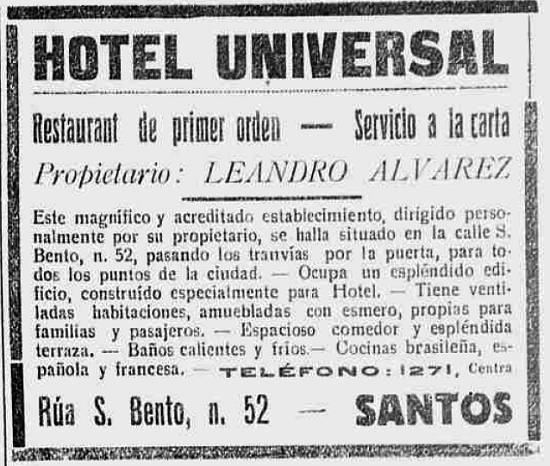 HOTEL UNIVERSAL
Restaurant de primer orden — Servicio a la carta
Propietario: LEANDRO ALVAREZ
Este magnífico y acreditado establecimiento, dirigido perso-
nalmente por su propietario, se halla situado en la calle S.
Bento, n. 52, pasando los tranvías por la puerta, para to-
dos los puntos de la ciudad. — Ocupa un espléndido edi-
ficio, construído especialmente para Hotel. — Tiene venti-
ladas habitaciones, amuebladas con esmero, propias para
familias y pasajeros. — Espacioso comedor y espléndida
terraza. — Baños calientes y fríos. — Cocinas brasileña, es-
pañola y francesa. — TELÉFONO: 1271, Centra
Rúa S. Bento, n. 52 — SANTOS